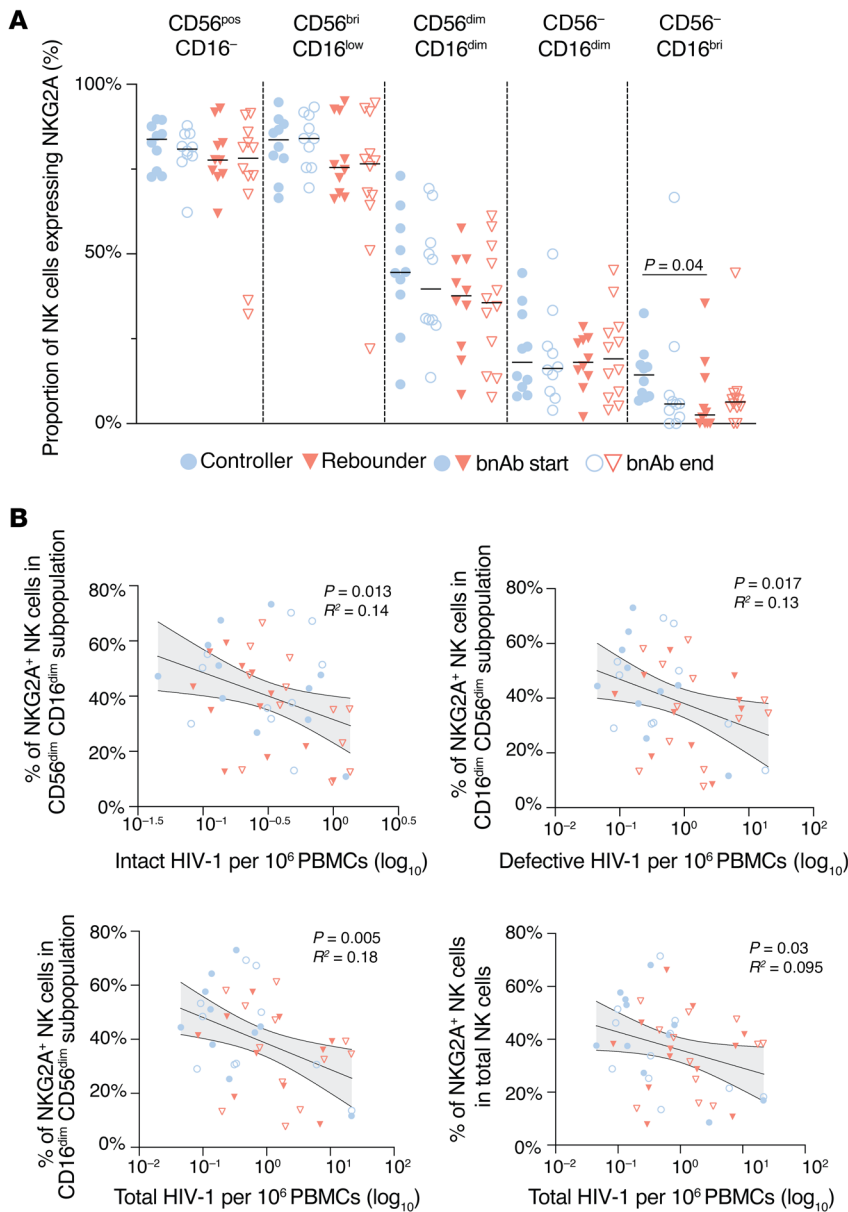 A
CD56pos CD56bri CD56dim CD56– CD56–
CD16– CD16low CD16dim CD16dim CD16bri
Proportion of NK cells expressing NKG2A (%)
100%
50%
0%
P = 0.04
Controller Rebounder bnAb start bnAb end
B
% of NKG2A+ NK cells in
CD56dim CD16dim subpopulation
80%
60%
40%
20%
0%
P = 0.013
R2 = 0.14
10–1.5 10–1 10–0.5 100 100.5
Intact HIV-1 per 106 PBMCs (log10)
% of NKG2A+ NK cells in
CD16dim CD56dim subpopulation
80%
60%
40%
20%
0%
P = 0.017
R2 = 0.13
10–2 10–1 100 101 102
Defective HIV-1 per 106 PBMCs (log10)
% of NKG2A+ NK cells in
CD16dim CD56dim subpopulation
80%
60%
40%
20%
0%
P = 0.005
R2 = 0.18
10–2 10–1 100 101 102
Total HIV-1 per 106 PBMCs (log10)
% of NKG2A+ NK cells
in total NK cells
80%
60%
40%
20%
0%
P = 0.03
R2 = 0.095
10–2 10–1 100 101 102
Total HIV-1 per 106 PBMCs (log10)